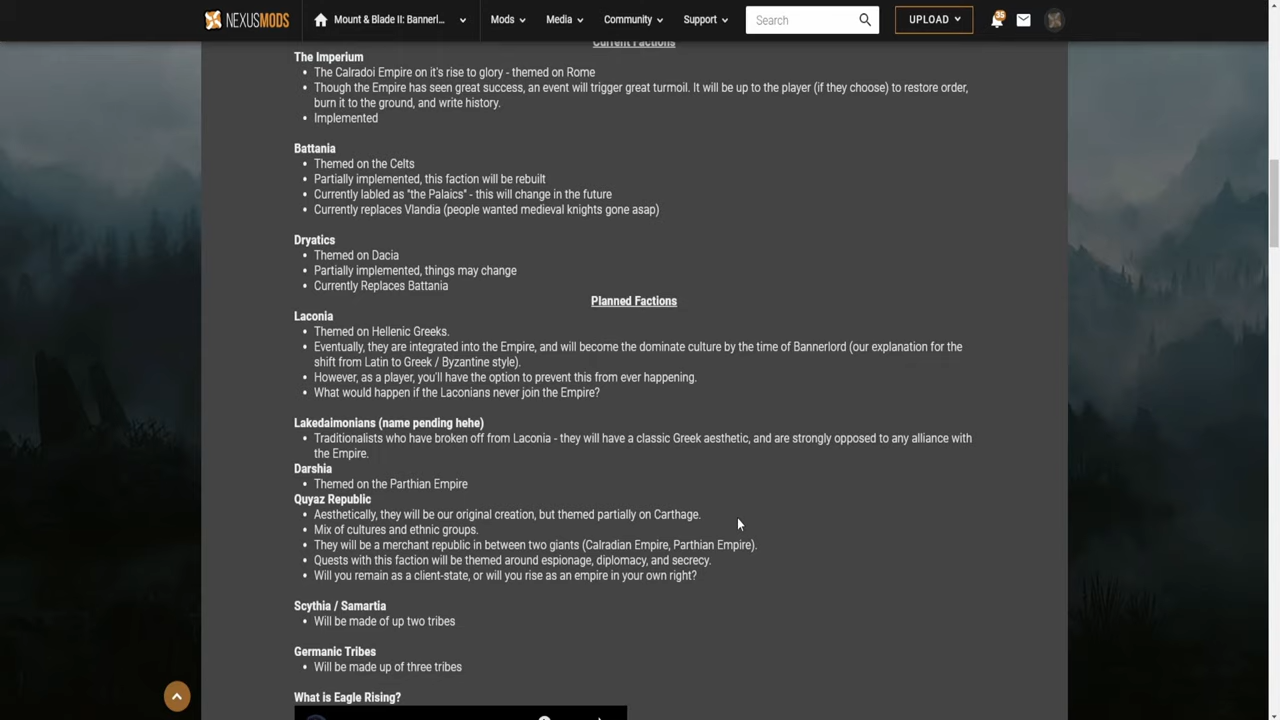 NEXUSMODS
Mount & Blade II: Bannerl...
Mods
Media
Community
Support
Search
UPLOAD
35
Current Factions
The Imperium
The Calradoi Empire on it's rise to glory - themed on Rome
Though the Empire has seen great success, an event will trigger great turmoil. It will be up to the player (if they choose) to restore order,
burn it to the ground, and write history.
Implemented
Battania
Themed on the Celts
Partially implemented, this faction will be rebuilt
Currently labled as "the Palaics" - this will change in the future
Currently replaces Vlandia (people wanted medieval knights gone asap)
Dryatics
Themed on Dacia
Partially implemented, things may change
Currently Replaces Battania
Planned Factions
Laconia
Themed on Hellenic Greeks.
Eventually, they are integrated into the Empire, and will become the dominate culture by the time of Bannerlord (our explanation for the
shift from Latin to Greek / Byzantine style).
However, as a player, you'll have the option to prevent this from ever happening.
What would happen if the Laconians never join the Empire?
Lakedaimonians (name pending hehe)
Traditionalists who have broken off from Laconia - they will have a classic Greek aesthetic, and are strongly opposed to any alliance with
the Empire.
Darshia
Themed on the Parthian Empire
Quyaz Republic
Aesthetically, they will be our original creation, but themed partially on Carthage.
Mix of cultures and ethnic groups.
They will be a merchant republic in between two giants (Calradian Empire, Parthian Empire).
Quests with this faction will be themed around espionage, diplomacy, and secrecy.
Will you remain as a client-state, or will you rise as an empire in your own right?
Scythia / Samartia
Will be made of up two tribes
Germanic Tribes
Will be made up of three tribes
What is Eagle Rising?